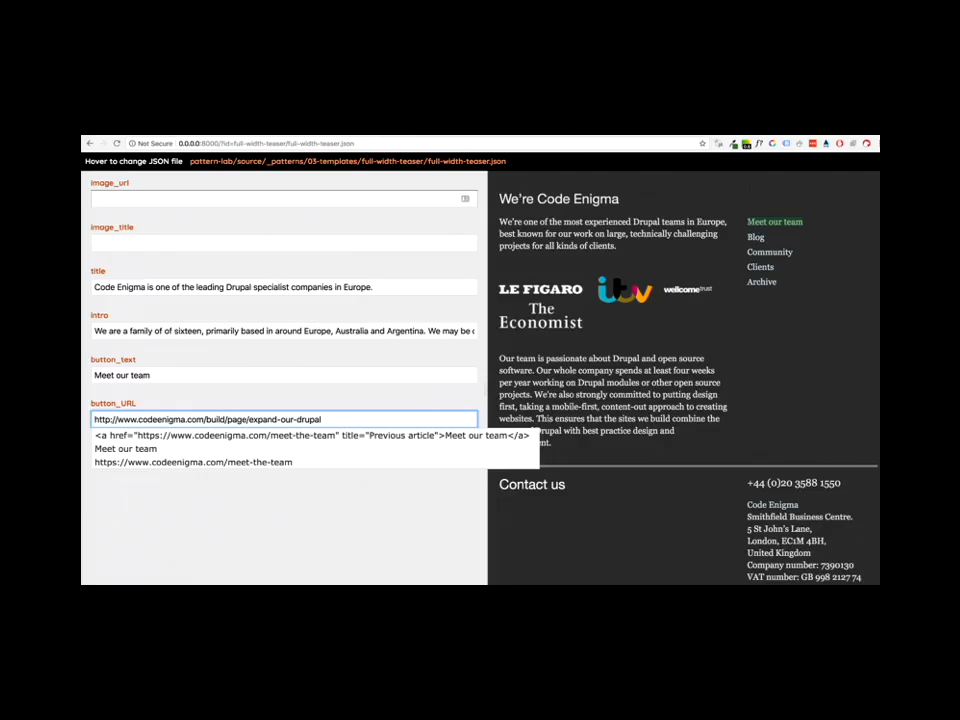 Not Secure 0.0.0.0:8000/?id=full-width-teaser/full-width-teaser.json
Hover to change JSON file pattern-lab/source/_patterns/03-templates/full-width-teaser/full-width-teaser.json
image_url
image_title
title
Code Enigma is one of the leading Drupal specialist companies in Europe.
intro
We are a family of of sixteen, primarily based in around Europe, Australia and Argentina. We may be
button_text
Meet our team
button_URL
http://www.codeenigma.com/build/page/expand-our-drupal
<a href="https://www.codeenigma.com/meet-the-team" title="Previous article">Meet our team</a>
Meet our team
https://www.codeenigma.com/meet-the-team
We're Code Enigma
We're one of the most experienced Drupal teams in Europe,
best known for our work on large, technically challenging
projects for all kinds of clients.
LE FIGARO
itv
wellcometrust
The
Economist
Our team is passionate about Drupal and open source
software. Our whole company spends at least four weeks
per year working on Drupal modules or other open source
projects. We're also strongly committed to putting design
first, taking a mobile-first, content-out approach to creating
websites. This ensures that the sites we build combine the
Drupal with best practice design and
ent.
Meet our team
Blog
Community
Clients
Archive
Contact us
+44 (0)20 3588 1550
Code Enigma
Smithfield Business Centre.
5 St John's Lane,
London, EC1M 4BH,
United Kingdom
Company number: 7390130
VAT number: GB 998 2127 74